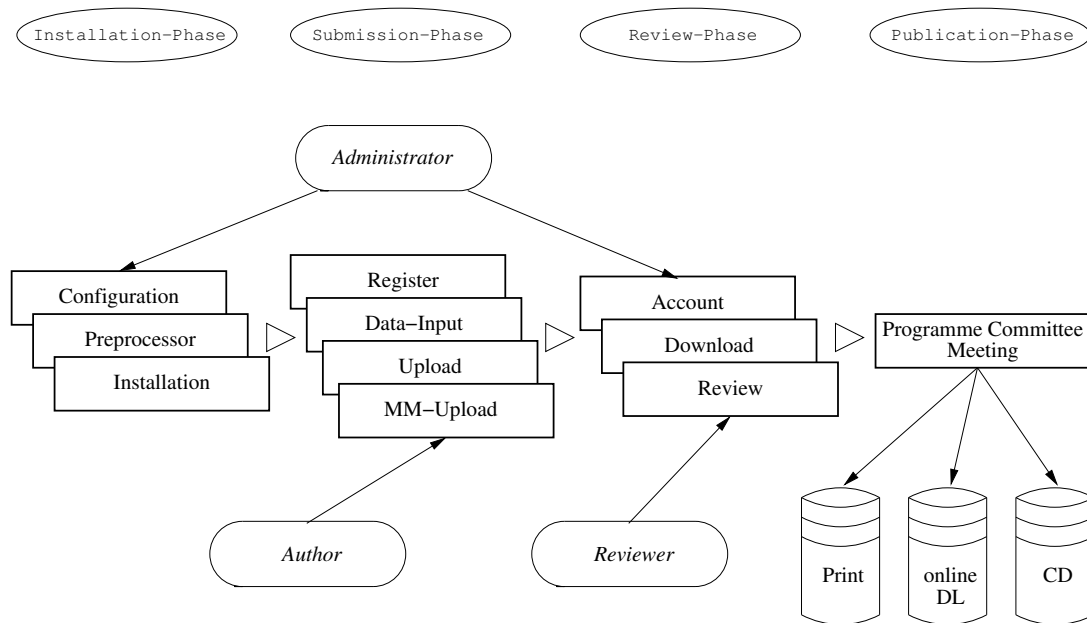 Installation-Phase
Submission-Phase
Review-Phase
Publication-Phase
Administrator
Configuration
Preprocessor
Installation
Register
Data-Input
Upload
MM-Upload
Account
Download
Review
Programme Committee
Meeting
Author
Reviewer
Print
online
DL
CD